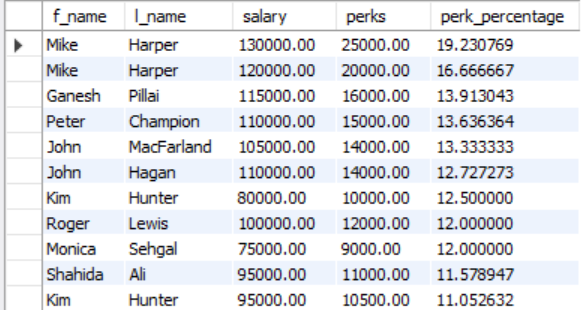 f_name l_name salary perks perk_percentage
Mike Harper 130000.00 25000.00 19.230769
Mike Harper 120000.00 20000.00 16.666667
Ganesh Pillai 115000.00 16000.00 13.913043
Peter Champion 110000.00 15000.00 13.636364
John MacFarland 105000.00 14000.00 13.333333
John Hagan 110000.00 14000.00 12.727273
Kim Hunter 80000.00 10000.00 12.500000
Roger Lewis 100000.00 12000.00 12.000000
Monica Sehgal 75000.00 9000.00 12.000000
Shahida Ali 95000.00 11000.00 11.578947
Kim Hunter 95000.00 10500.00 11.052632